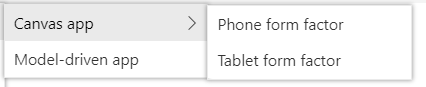 Canvas app
Model-driven app
Phone form factor
Tablet form factor